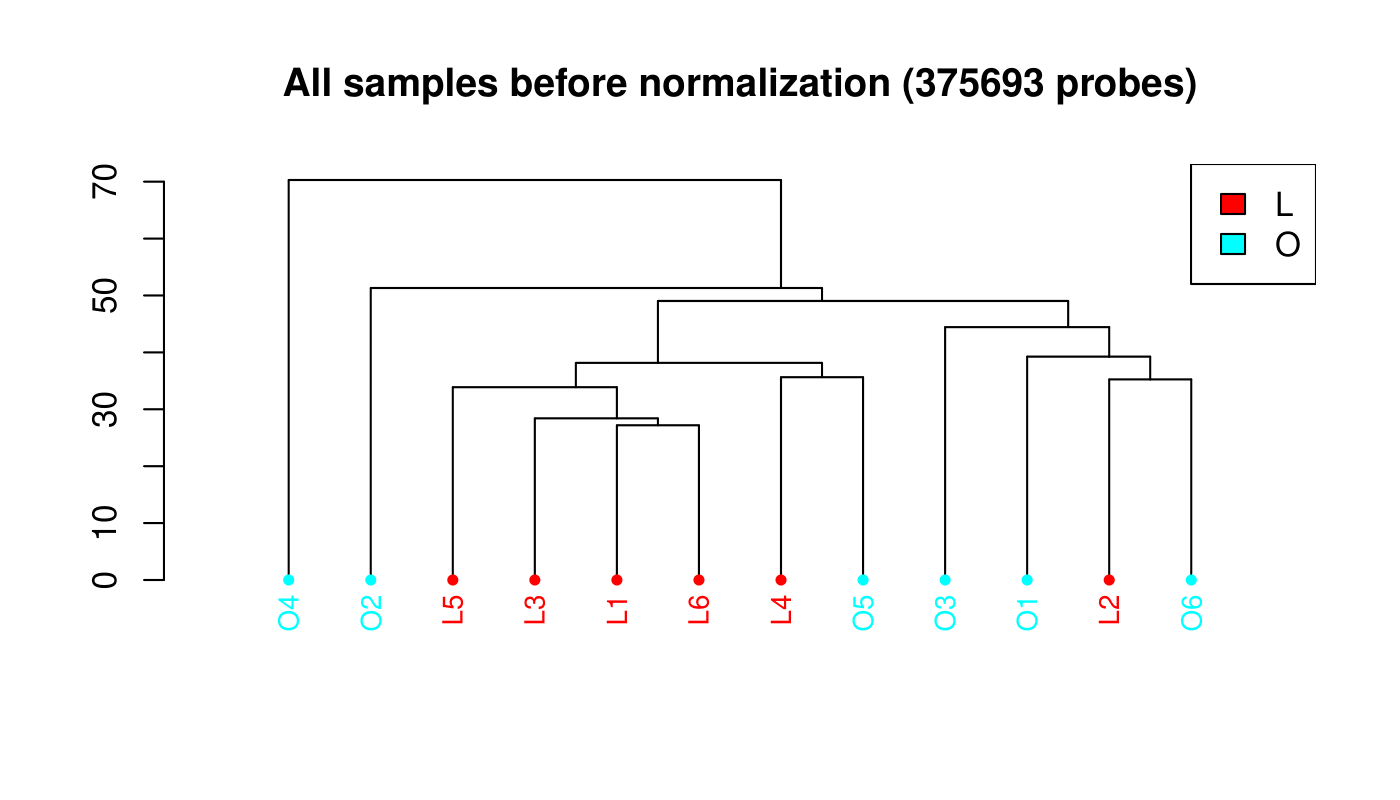 All samples before normalization (375693 probes)
70
50
30
10
0
L
O
O4 O2 L5 L3 L1 L6 L4 O5 O3 O1 L2 O6